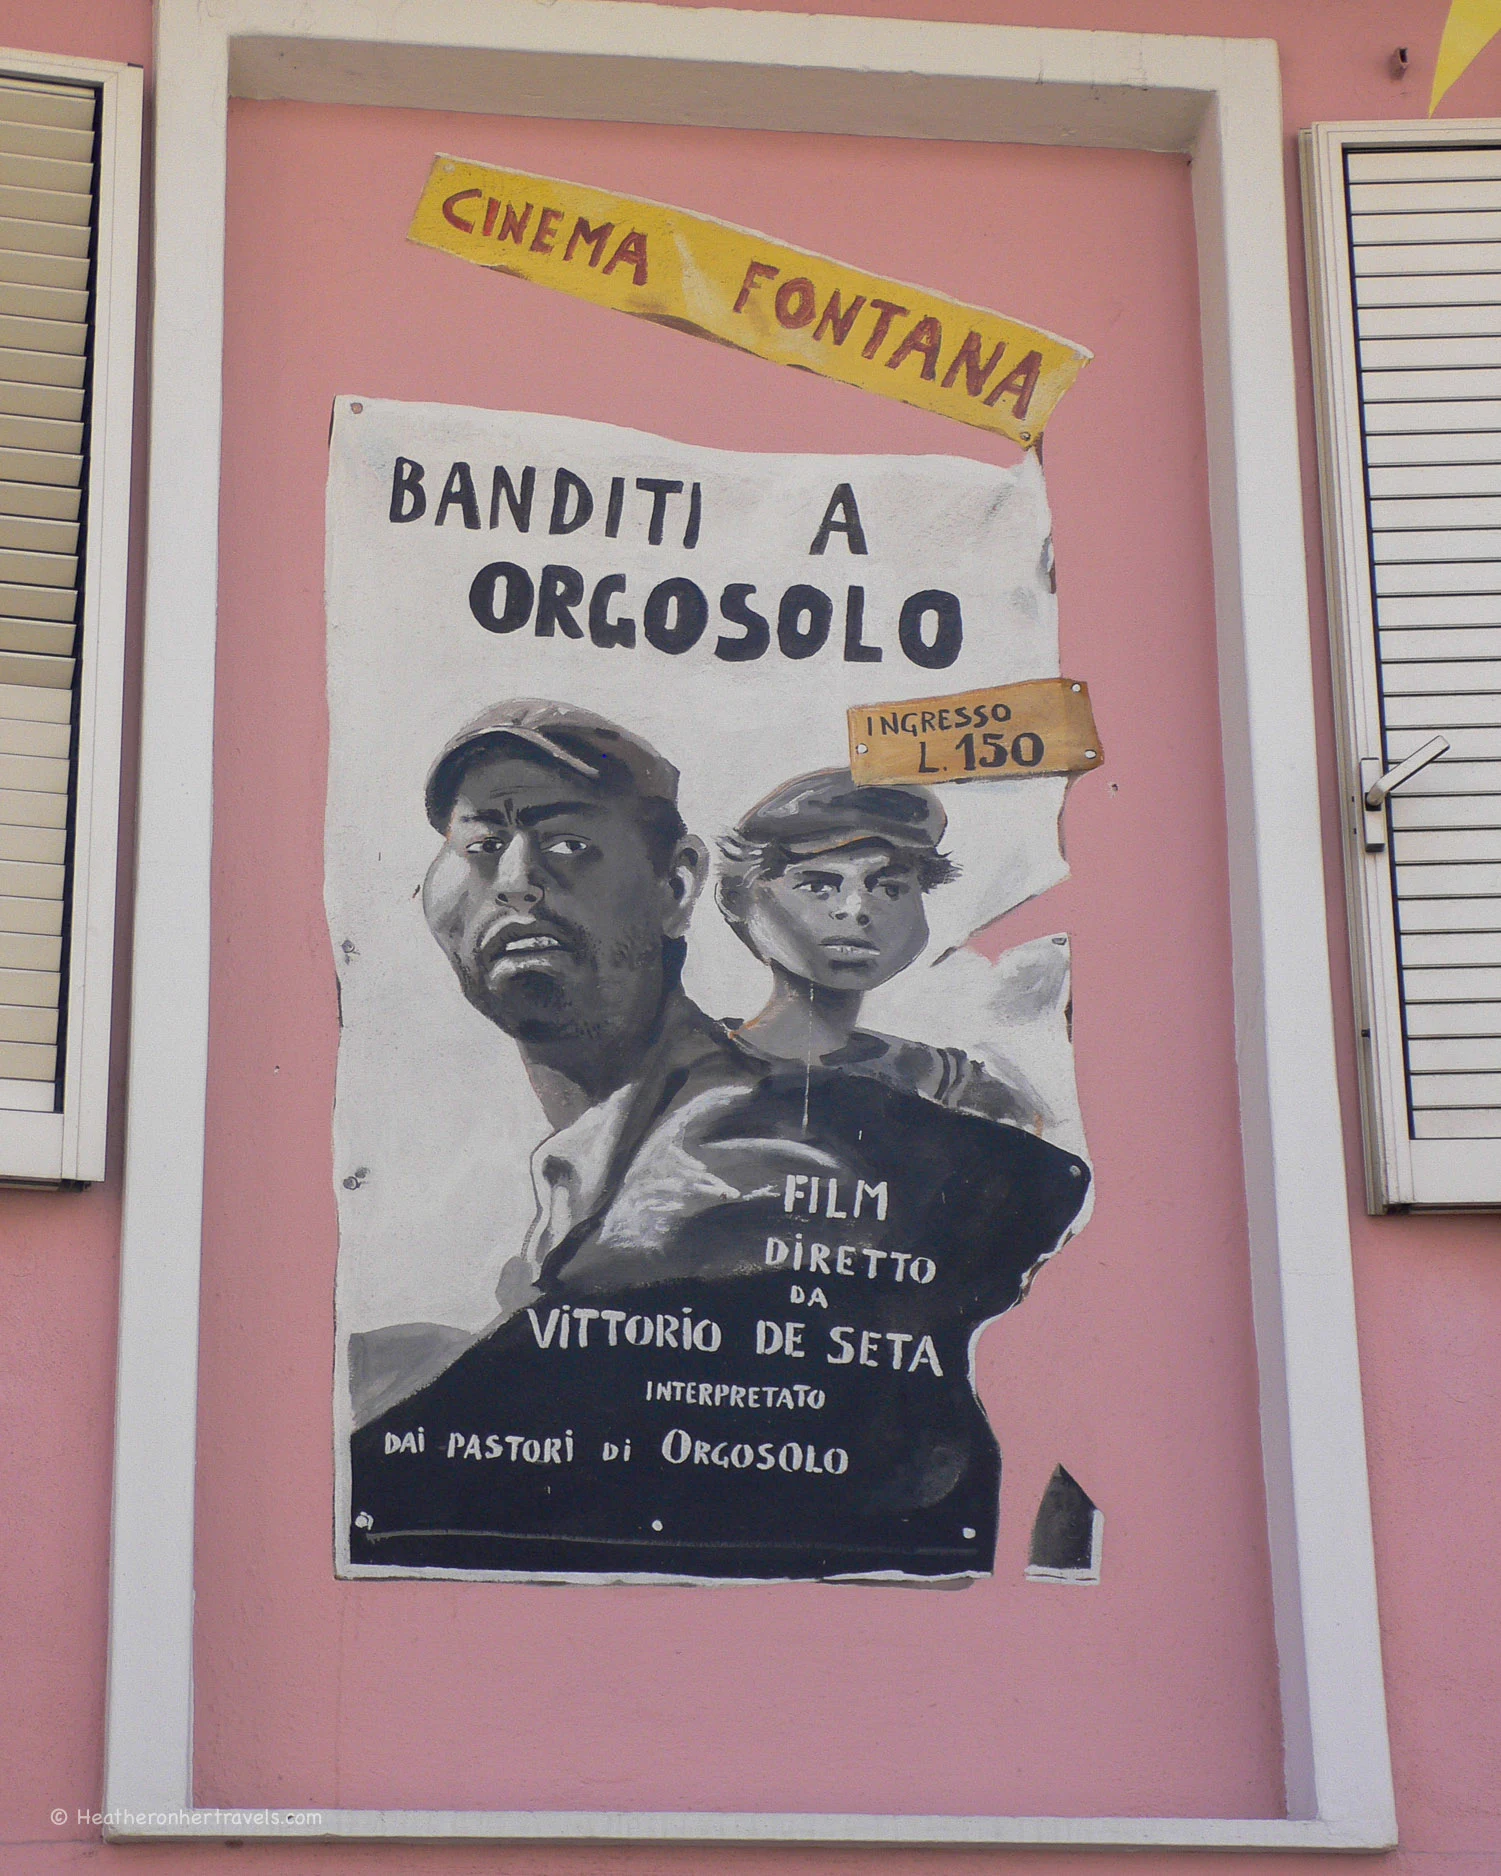 CINEMA FONTANA
BANDITI A
ORGOSOLO
INGRESSO
L. 150
FILM
DIRETTO
DA
VITTORIO DE SETA
INTERPRETATO
DAI PASTORI DI ORGOSOLO
© Heatheronhertravels.com